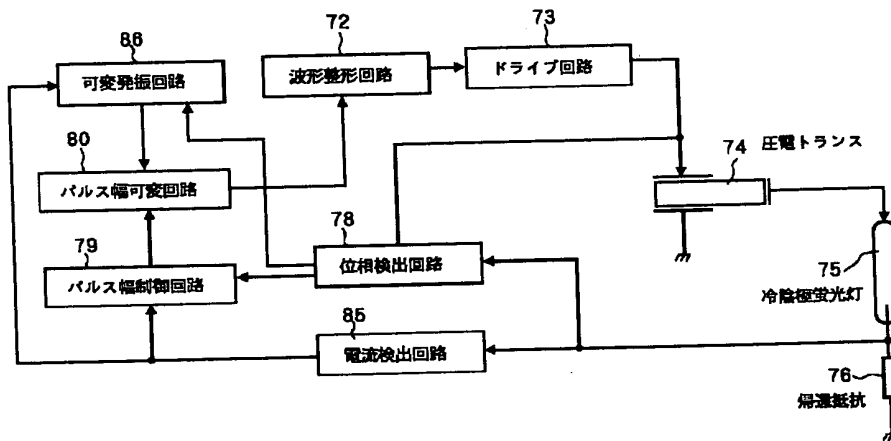 86
可変発振回路
72
波形整形回路
73
ドライブ回路
80
パルス幅可変回路
74
圧電トランス
79
パルス幅制御回路
78
位相検出回路
75
冷陰極蛍光灯
85
電流検出回路
76
帰還抵抗